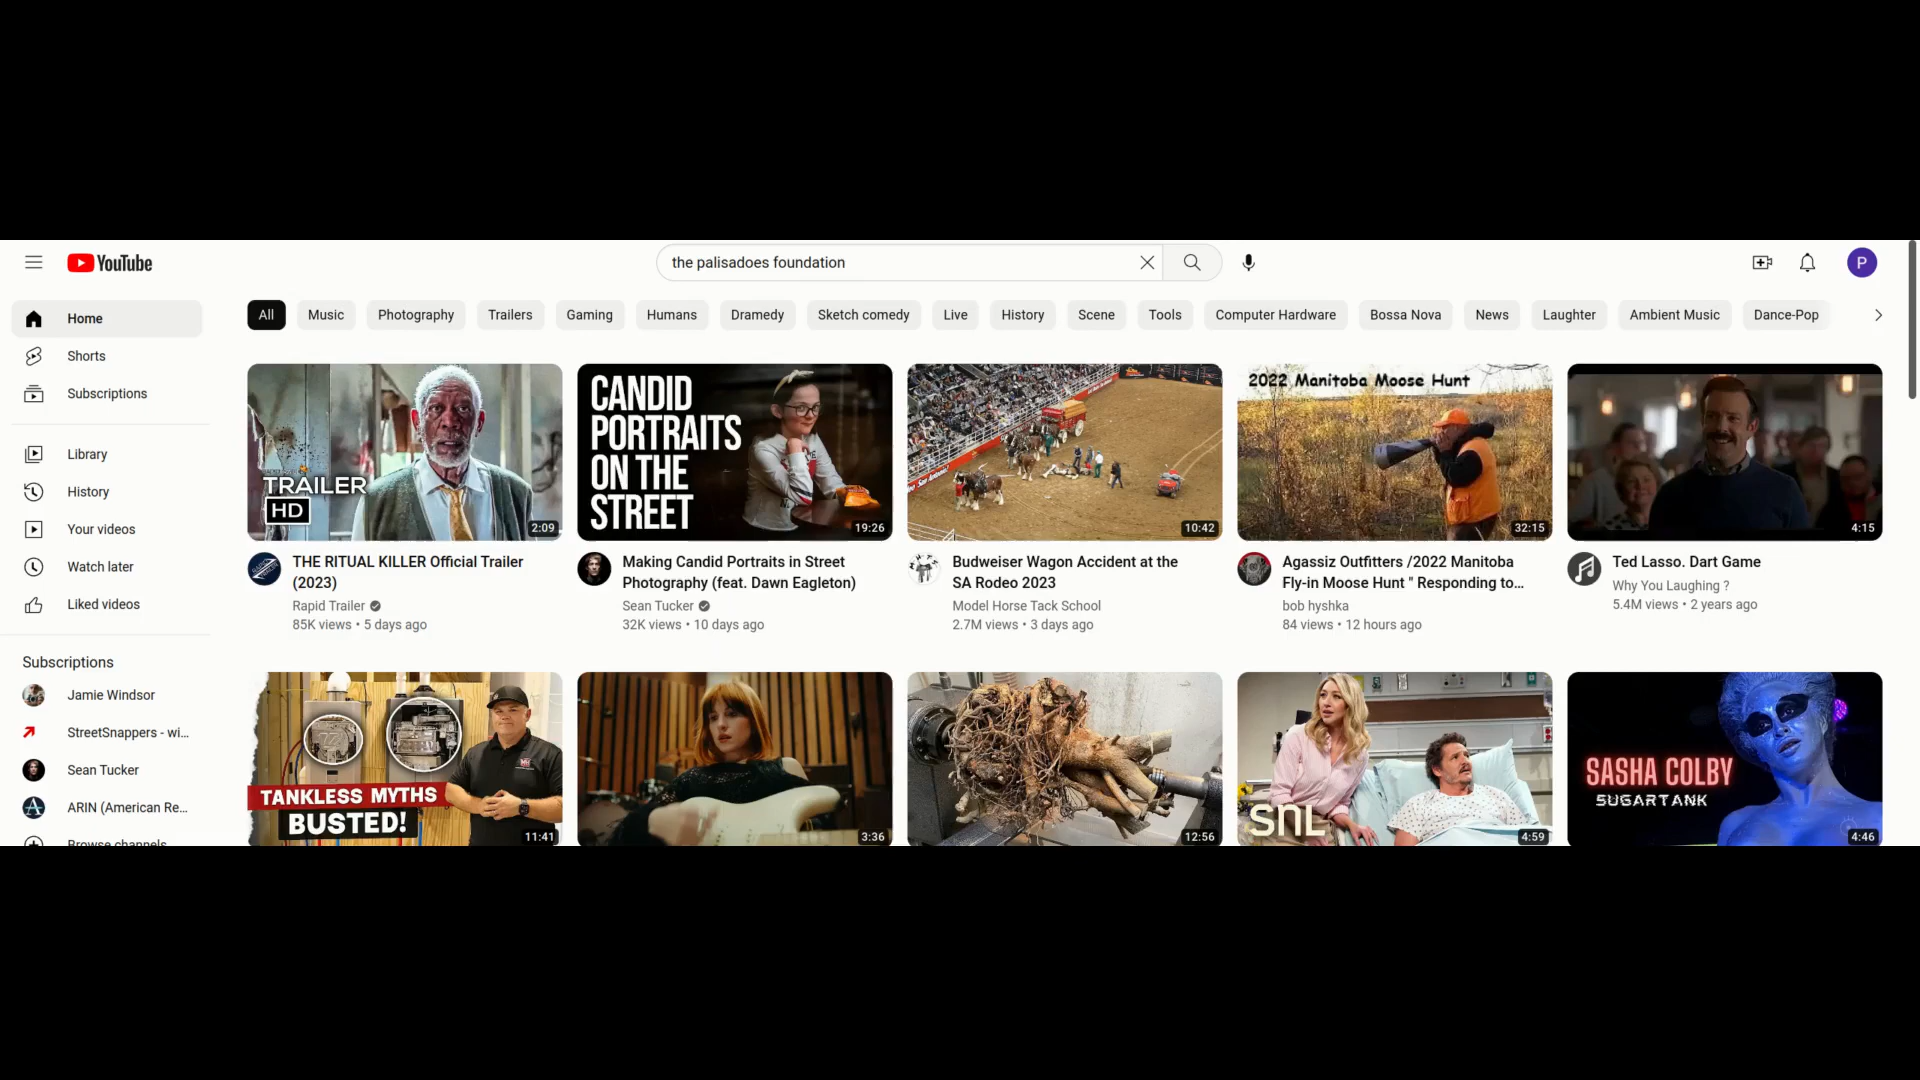 YouTube
the palisadoes foundation
P
Home
Shorts
Subscriptions
Library
History
Your videos
Watch later
Liked videos
Subscriptions
Jamie Windsor
StreetSnappers - wi...
Sean Tucker
ARIN (American Re...
Browse channels
All
Music
Photography
Trailers
Gaming
Humans
Dramedy
Sketch comedy
Live
History
Scene
Tools
Computer Hardware
Bossa Nova
News
Laughter
Ambient Music
Dance-Pop
TRAILER
HD
2:09
THE RITUAL KILLER Official Trailer
(2023)
Rapid Trailer
85K views • 5 days ago
CANDID
PORTRAITS
ON THE
STREET
19:26
Making Candid Portraits in Street
Photography (feat. Dawn Eagleton)
Sean Tucker
32K views • 10 days ago
10:42
Budweiser Wagon Accident at the
SA Rodeo 2023
Model Horse Tack School
2.7M views • 3 days ago
2022 Manitoba Moose Hunt
32:15
Agassiz Outfitters /2022 Manitoba
Fly-in Moose Hunt " Responding to...
bob hyshka
84 views • 12 hours ago
4:15
Ted Lasso. Dart Game
Why You Laughing ?
5.4M views • 2 years ago
TANKLESS MYTHS
BUSTED!
11:41
3:36
12:56
SNL
4:59
SASHA COLBY
SUGARTANK
4:46